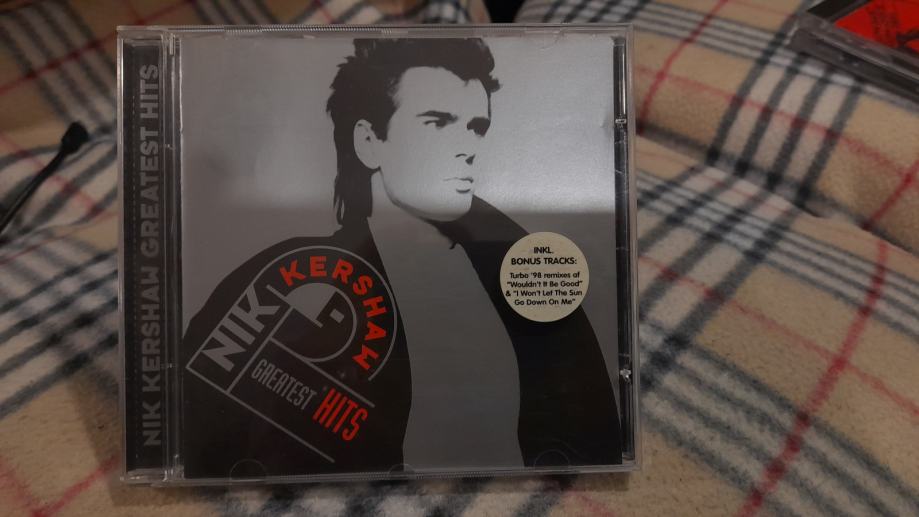 NIK KERSHAW GREATEST HITS
NIK KERSHAW
GREATEST HITS
INKL.
BONUS TRACKS:
Turbo '98 remixes of
"Wouldn't It Be Good"
& "I Won't Let The Sun
Go Down On Me"